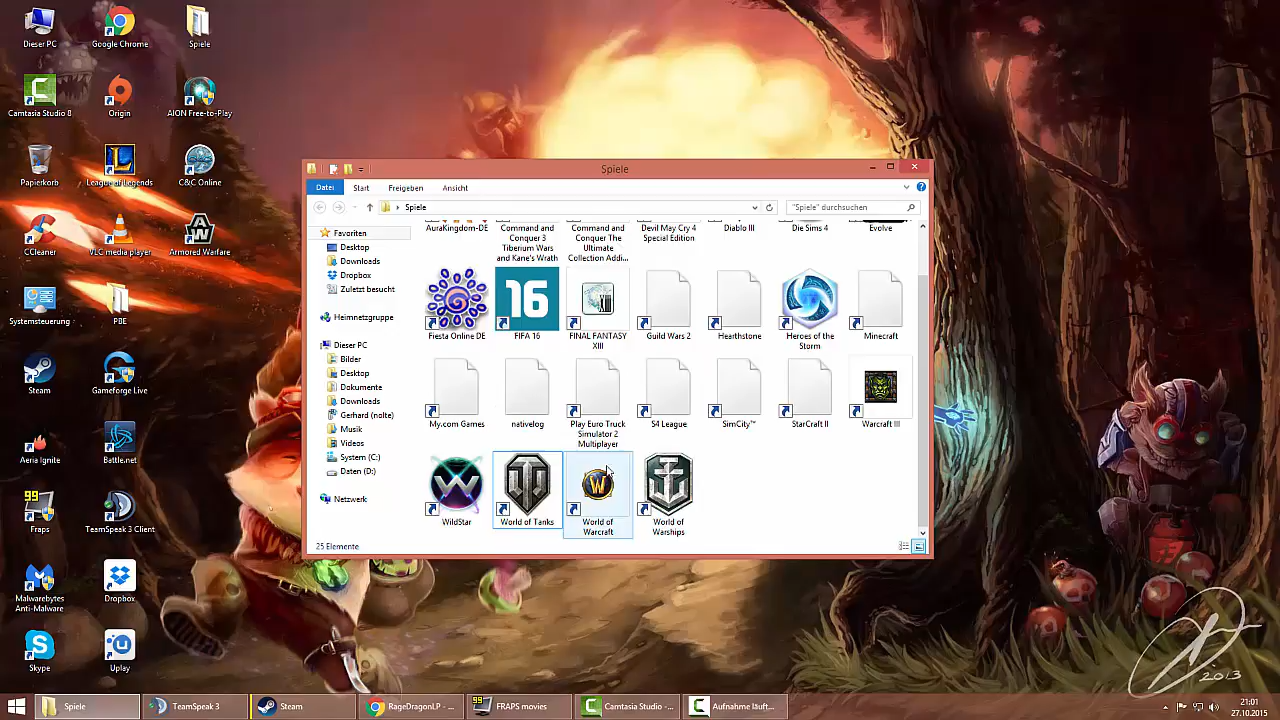 Dieser PC
Google Chrome
Spiele
Camtasia Studio 8
Origin
AION Free-to-Play
Papierkorb
League of Legends
C&C Online
CCleaner
VLC media player
Armored Warfare
Systemsteuerung
PBE
Steam
Gameforge Live
Aeria Ignite
Battle.net
99
Fraps
TeamSpeak 3 Client
Malwarebytes
Anti-Malware
Dropbox
Skype
Uplay
Spiele
Datei
Start
Freigeben
Ansicht
Spiele
"Spiele" durchsuchen
Favoriten
Desktop
Downloads
Dropbox
Zuletzt besucht
Heimnetzgruppe
Dieser PC
Bilder
Desktop
Dokumente
Downloads
Gerhard (nolte)
Musik
Videos
System (C:)
Daten (D:)
Netzwerk
AuraKingdom-DE
Command and
Conquer 3
Tiberium Wars
and Kane's Wrath
Command and
Conquer The
Ultimate
Collection Addi...
Devil May Cry 4
Special Edition
Diablo III
Die Sims 4
Evolve
Fiesta Online DE
16
FIFA 16
FINAL FANTASY
XIII
Guild Wars 2
Hearthstone
Heroes of the
Storm
Minecraft
My.com Games
nativelog
Play Euro Truck
Simulator 2
Multiplayer
S4 League
SimCity™
StarCraft II
Warcraft III
WildStar
World of Tanks
World of
Warcraft
World of
Warships
25 Elemente
2013
Spiele
TeamSpeak 3
Steam
RageDragonLP - ...
99
FRAPS movies
Camtasia Studio -...
Aufnahme läuft...
21:01
27.10.2015